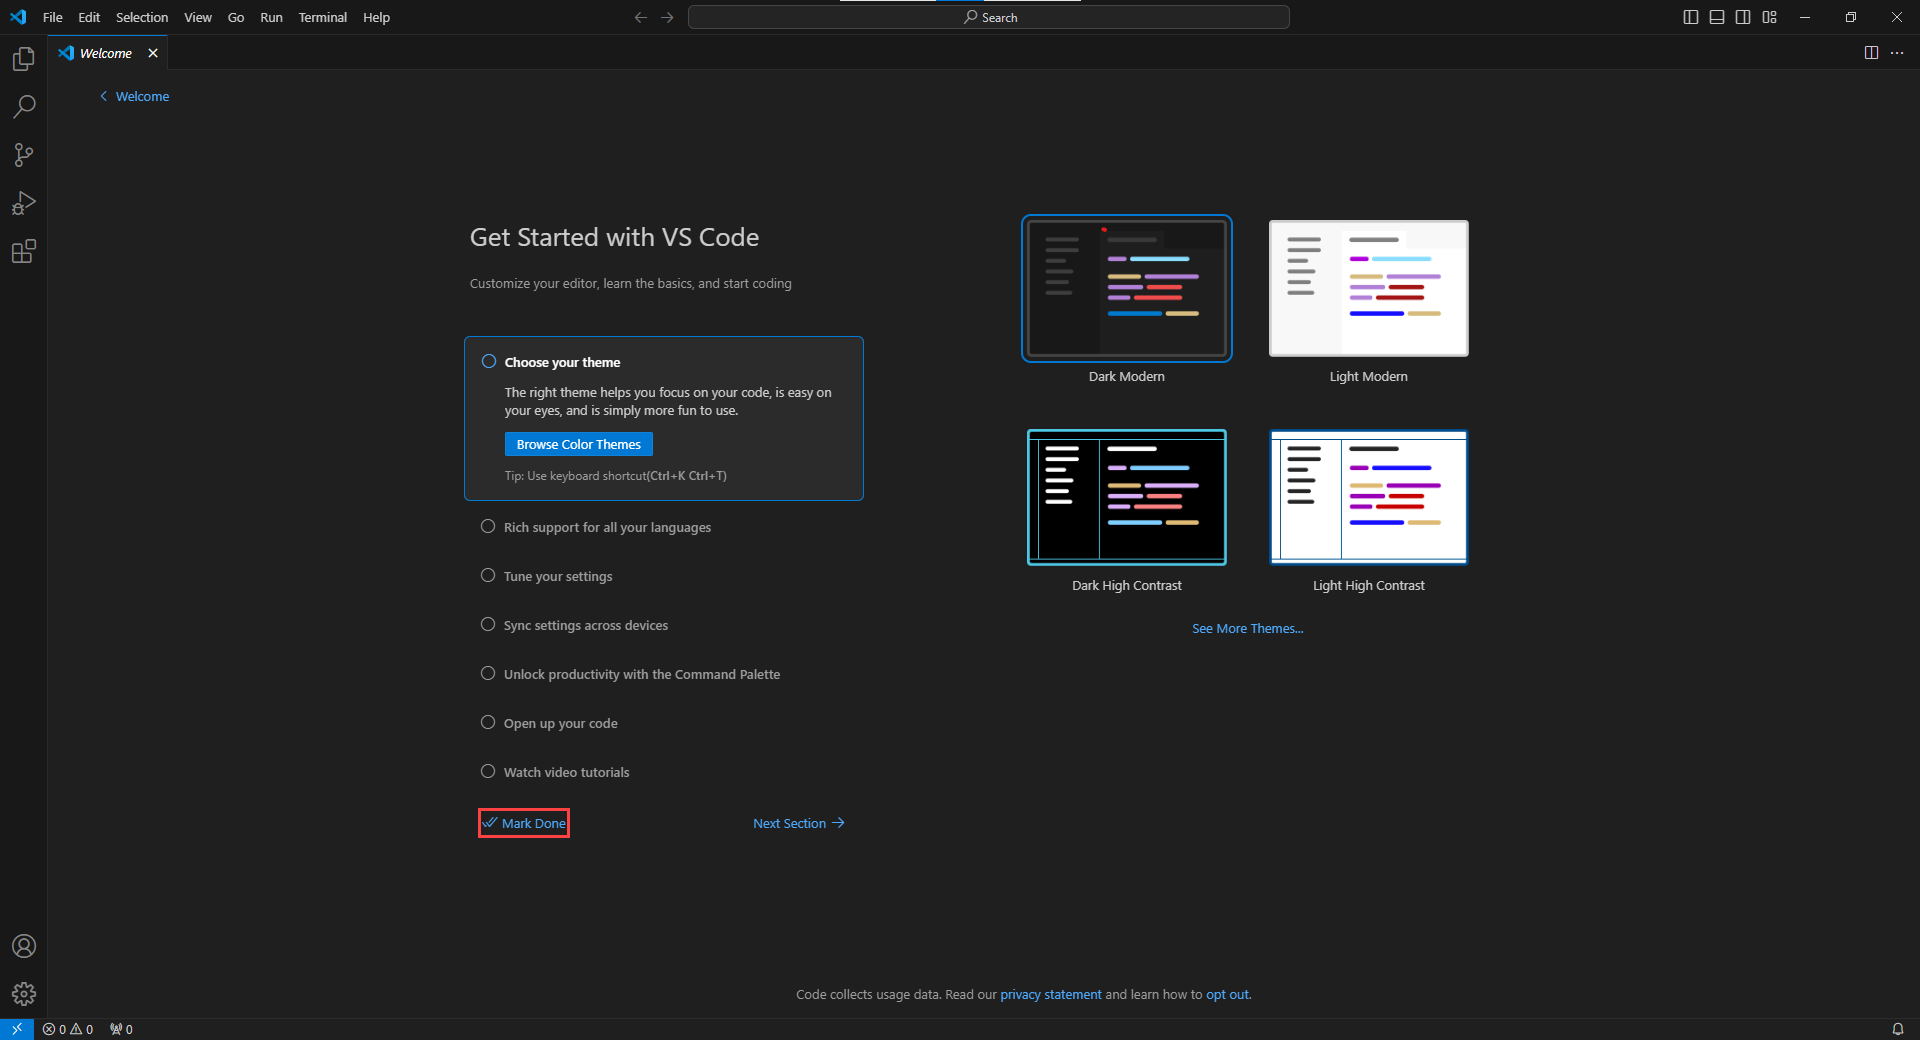 File Edit Selection View Go Run Terminal Help
Search
Welcome
Welcome
Get Started with VS Code
Customize your editor, learn the basics, and start coding
Choose your theme
The right theme helps you focus on your code, is easy on
your eyes, and is simply more fun to use.
Browse Color Themes
Tip: Use keyboard shortcut(Ctrl+K Ctrl+T)
Rich support for all your languages
Tune your settings
Sync settings across devices
Unlock productivity with the Command Palette
Open up your code
Watch video tutorials
Mark Done
Next Section
Dark Modern
Light Modern
Dark High Contrast
Light High Contrast
See More Themes...
Code collects usage data. Read our privacy statement and learn how to opt out.
0 0 0